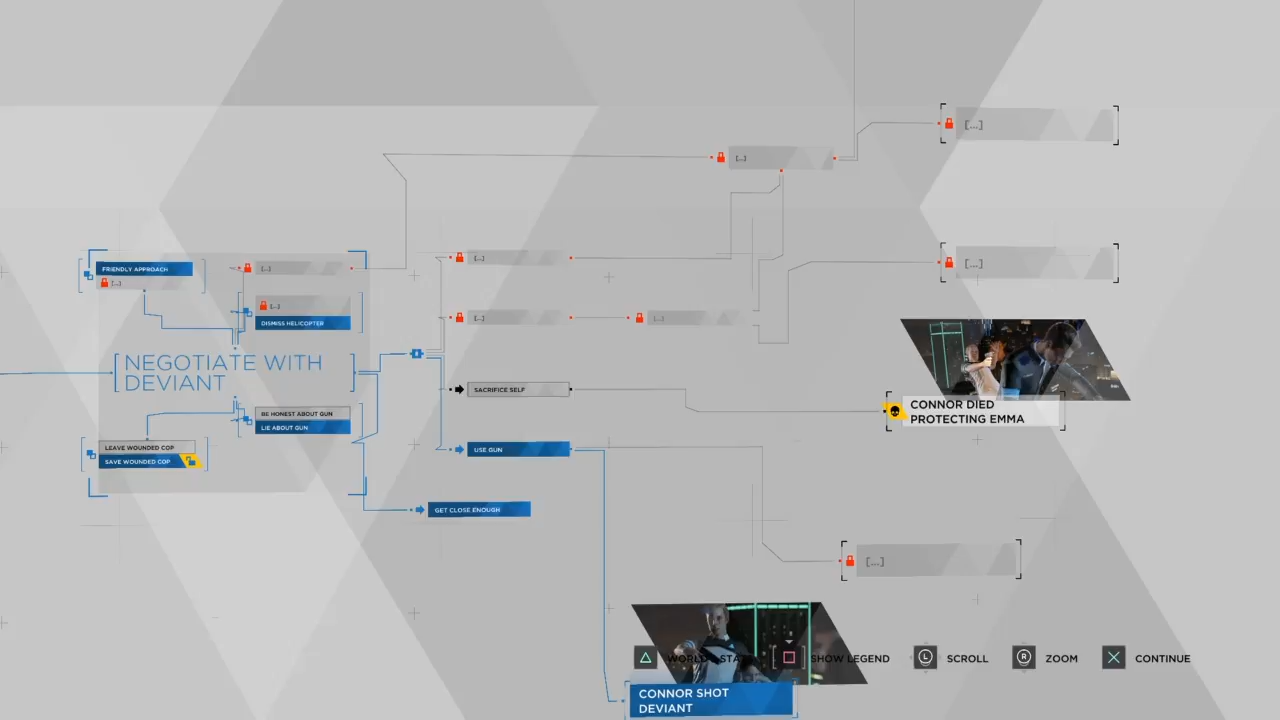 [...]
[...]
[...]
FRIENDLY APPROACH
[...]
[...]
[...]
DISMISS HELICOPTER
[...]
[...]
[...]
NEGOTIATE WITH
DEVIANT
SACRIFICE SELF
BE HONEST ABOUT GUN
LIE ABOUT GUN
CONNOR DIED
PROTECTING EMMA
LEAVE WOUNDED COP
SAVE WOUNDED COP
USE GUN
GET CLOSE ENOUGH
[...]
SHOW LEGEND
L
SCROLL
R
ZOOM
CONTINUE
CONNOR SHOT
DEVIANT